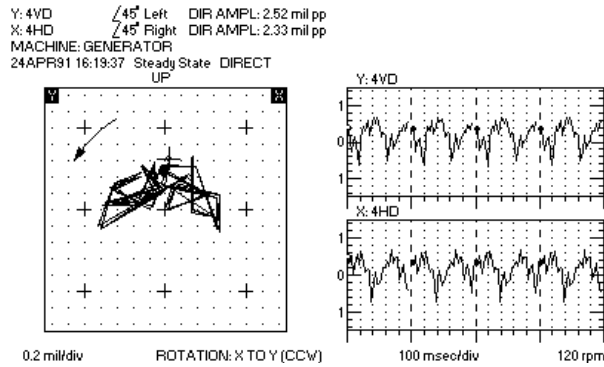 Y: 4VD ∠45° Left DIR AMPL: 2.52 mil pp
X: 4HD ∠45° Right DIR AMPL: 2.33 mil pp
MACHINE: GENERATOR
24APR91 16:19:37 Steady State DIRECT
UP
Y X
0.2 mil/div ROTATION: X TO Y (CCW)
Y: 4VD
1
0
1
X: 4HD
1
0
1
100 msec/div 120 rpm